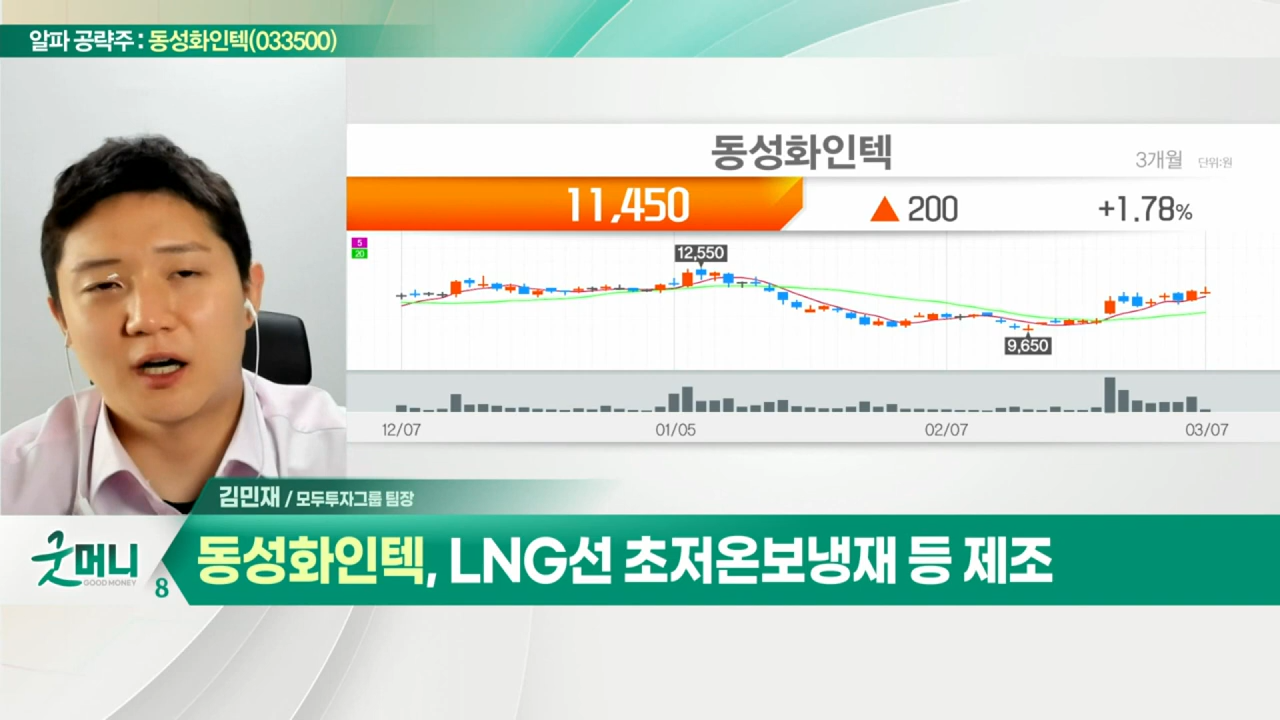 알파 공략주 : 동성화인텍(033500)
동성화인텍
3개월 단위:원
11,450 ▲ 200 +1.78%
5
20
12,550
9,650
12/07 01/05 02/07 03/07
김민재 / 모두투자그룹 팀장
굿머니
GOOD MONEY
8
동성화인텍, LNG선 초저온보냉재 등 제조